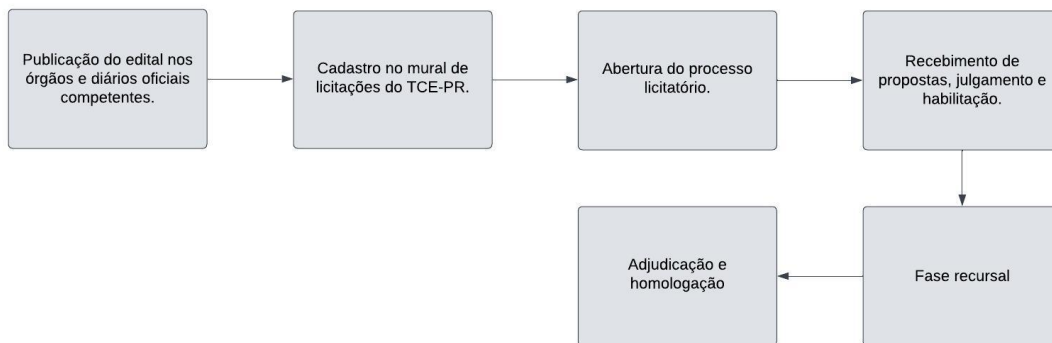 Publicação do edital nos
órgãos e diários oficiais
competentes.
Cadastro no mural de
licitações do TCE-PR.
Abertura do processo
licitatório.
Recebimento de
propostas, julgamento e
habilitação.
Fase recursal
Adjudicação e
homologação